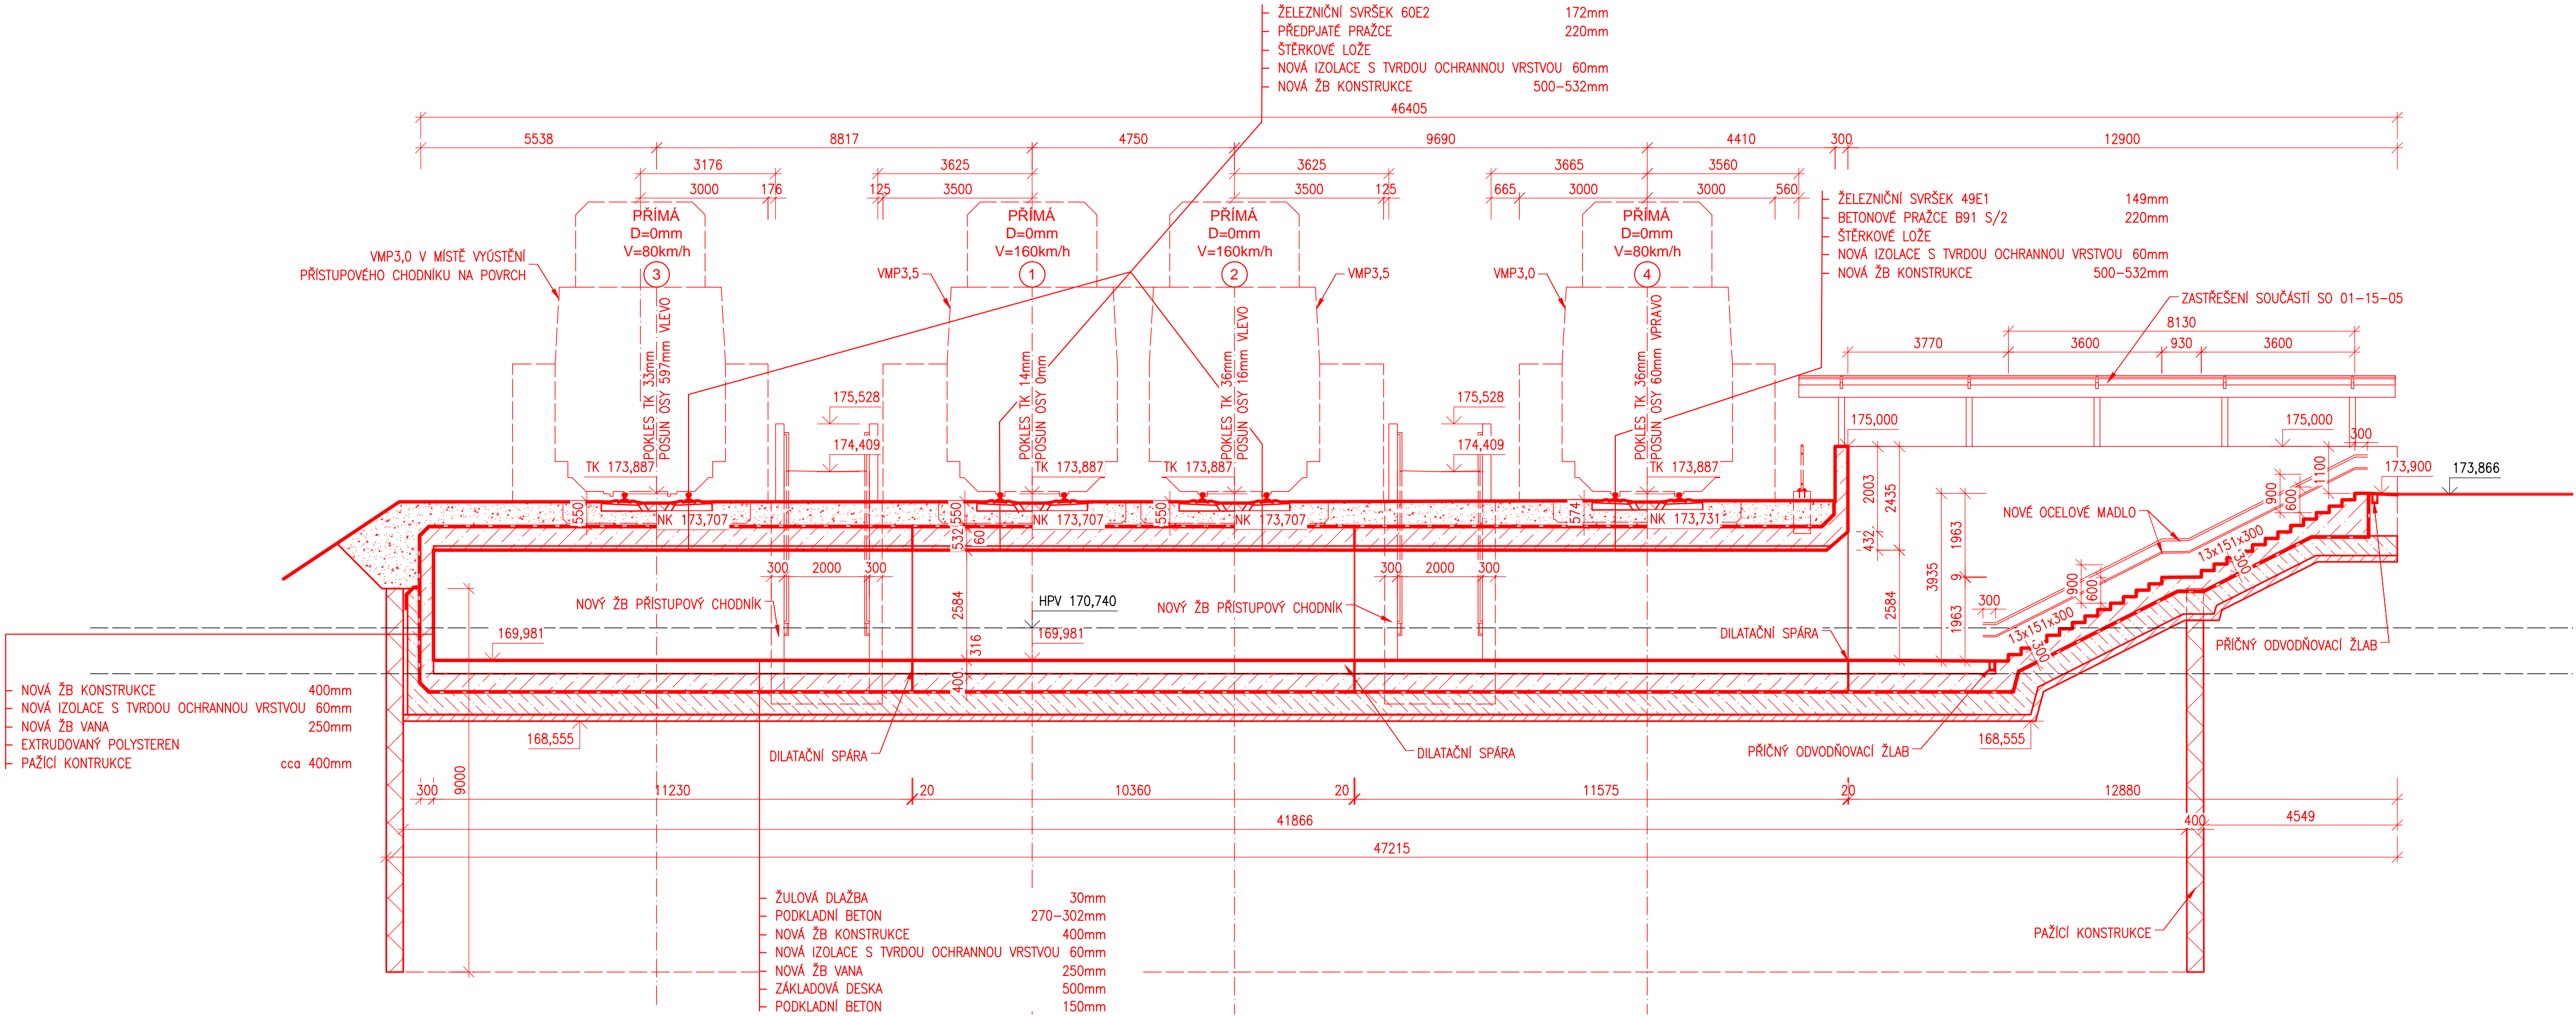 ŽELEZNIČNÍ SVRŠEK 60E2 172mm
PŘEDPJATÉ PRAŽCE 220mm
ŠTĚRKOVÉ LOŽE
NOVÁ IZOLACE S TVRDOU OCHRANNOU VRSTVOU 60mm
NOVÁ ŽB KONSTRUKCE 500-532mm
46405
5538 8817 4750 9690 4410 300 12900
3176 3625 3625 3665 3560
3000 176 125 3500 3500 125 665 3000 3000 560
ŽELEZNIČNÍ SVRŠEK 49E1 149mm
BETONOVÉ PRAŽCE B91 S/2 220mm
ŠTĚRKOVÉ LOŽE
NOVÁ IZOLACE S TVRDOU OCHRANNOU VRSTVOU 60mm
NOVÁ ŽB KONSTRUKCE 500-532mm
PŘÍMÁ PŘÍMÁ PŘÍMÁ PŘÍMÁ
D=0mm D=0mm D=0mm D=0mm
V=80km/h V=160km/h V=160km/h V=80km/h
3 1 2 4
VMP3,0 V MÍSTĚ VYÚSTĚNÍ
PŘÍSTUPOVÉHO CHODNÍKU NA POVRCH
VMP3,5 VMP3,5 VMP3,0
ZASTŘEŠENÍ SOUČÁSTÍ SO 01-15-05
8130
3770 3600 930 3600
POKLES TK 33mm
POSUN OSY 597mm VLEVO
POKLES TK 14mm
POSUN OSY 0mm
POKLES TK 36mm
POSUN OSY 16mm VLEVO
POKLES TK 36mm
POSUN OSY 60mm VPRAVO
175,528 175,528
174,409 174,409
175,000 175,000
300
1100
173,900 173,866
TK 173,887 TK 173,887 TK 173,887 TK 173,887
550 550 550 574
NK 173,707 NK 173,707 NK 173,707 NK 173,731
532 60
2003 2435
432
3935 1963
9
1963
2584
900 600
NOVÉ OCELOVÉ MADLO
13x151x300
300
900 600
300
13x151x300
300
300 2000 300 300 2000 300
NOVÝ ŽB PŘÍSTUPOVÝ CHODNÍK
HPV 170,740
NOVÝ ŽB PŘÍSTUPOVÝ CHODNÍK
2584
169,981 169,981
316
400
DILATAČNÍ SPÁRA
PŘÍČNÝ ODVODŇOVACÍ ŽLAB
NOVÁ ŽB KONSTRUKCE 400mm
NOVÁ IZOLACE S TVRDOU OCHRANNOU VRSTVOU 60mm
NOVÁ ŽB VANA 250mm
EXTRUDOVANÝ POLYSTEREN
PAŽÍCÍ KONTRUKCE cca 400mm
168,555 168,555
DILATAČNÍ SPÁRA
DILATAČNÍ SPÁRA
PŘÍČNÝ ODVODŇOVACÍ ŽLAB
9000
300 11230 20 10360 20 11575 20 12880
41866 400 4549
47215
ŽULOVÁ DLAŽBA 30mm
PODKLADNÍ BETON 270-302mm
NOVÁ ŽB KONSTRUKCE 400mm
NOVÁ IZOLACE S TVRDOU OCHRANNOU VRSTVOU 60mm
NOVÁ ŽB VANA 250mm
ZÁKLADOVÁ DESKA 500mm
PODKLADNÍ BETON 150mm
PAŽÍCÍ KONSTRUKCE